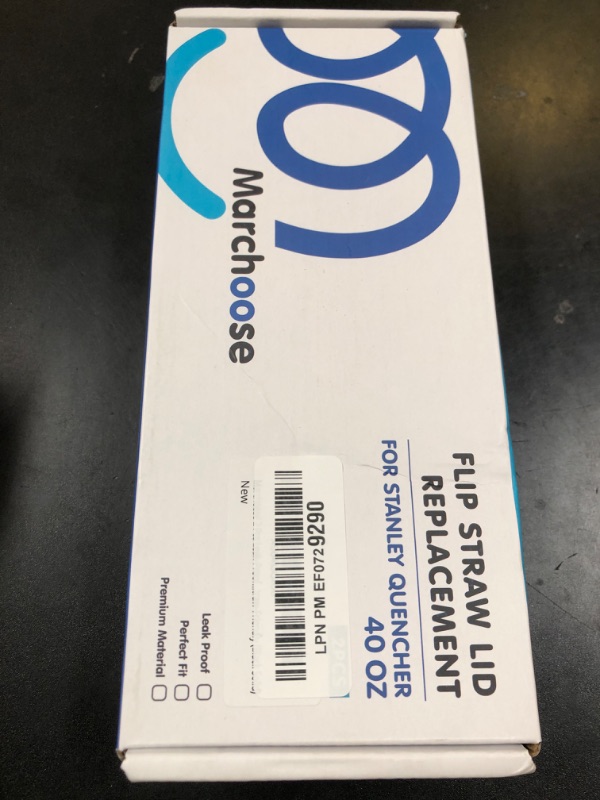 Marchoose
FLIP STRAW LID
REPLACEMENT
FOR STANLEY QUENCHER
40 OZ
2PCS
LPN PM EF0729290
New
Leak Proof
Perfect Fit
Premium Material